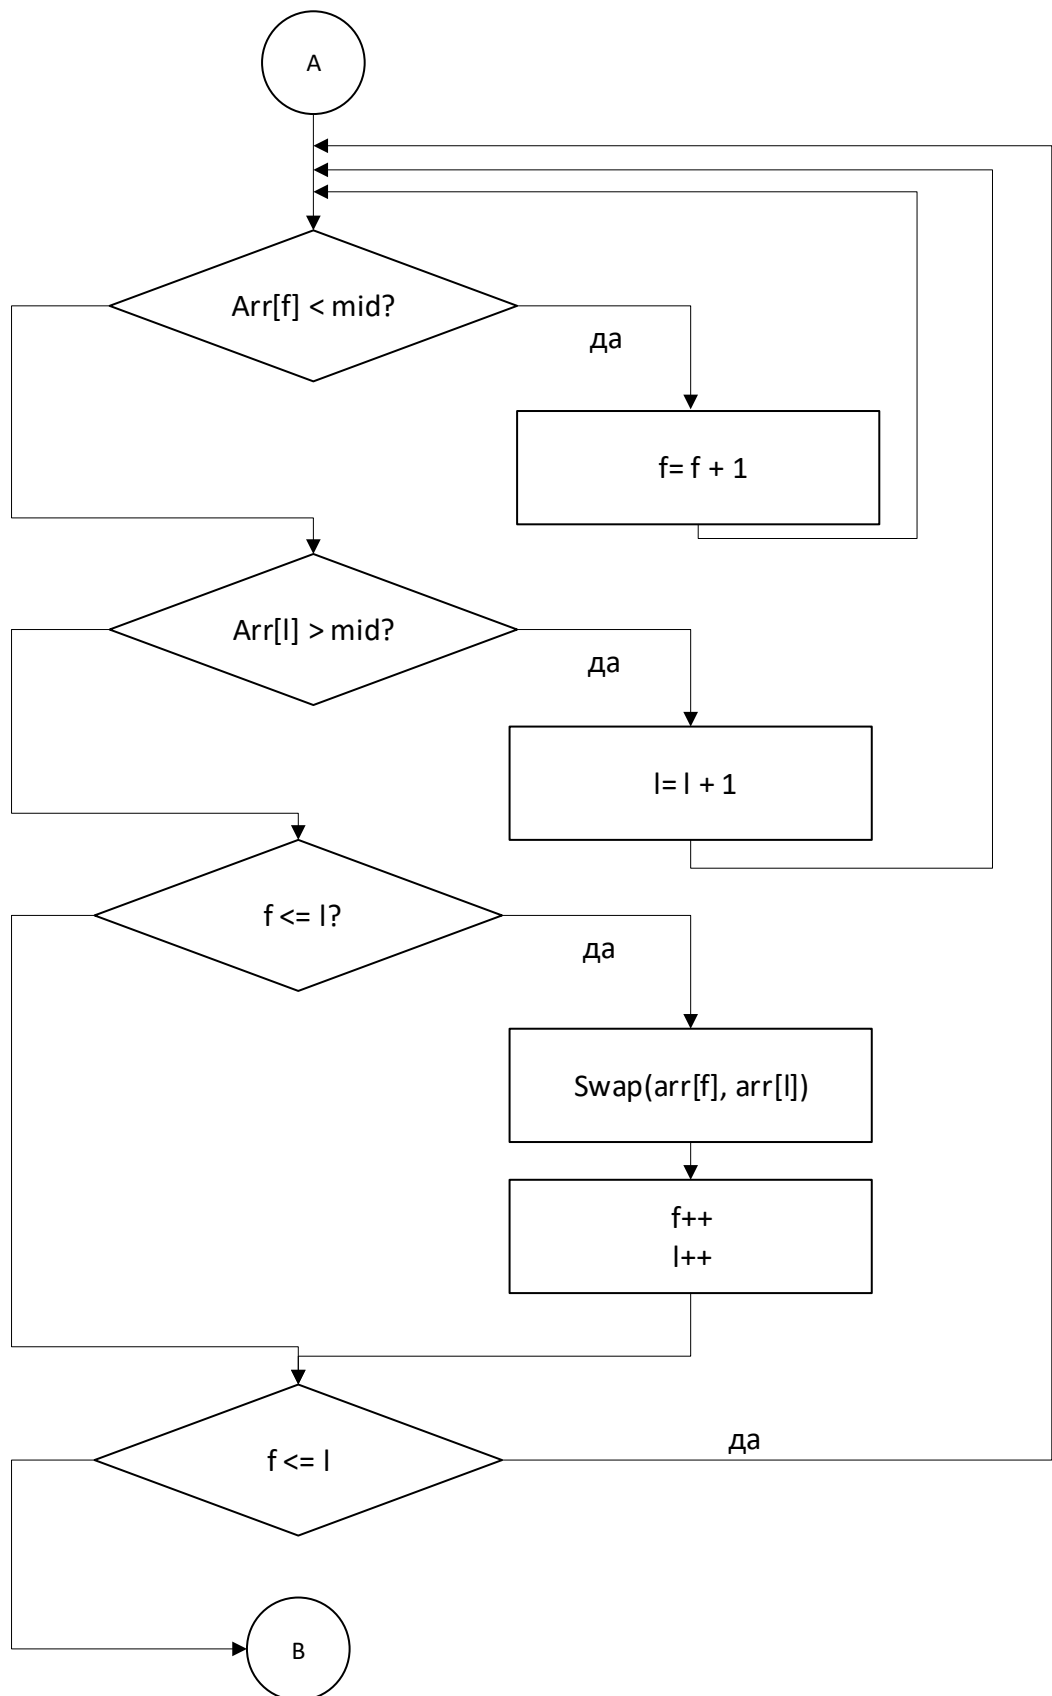 A
Arr[f] < mid?
да
f= f + 1
Arr[l] > mid?
да
l= l + 1
f <= l?
да
Swap(arr[f], arr[l])
f++
l++
да
f <= l
B